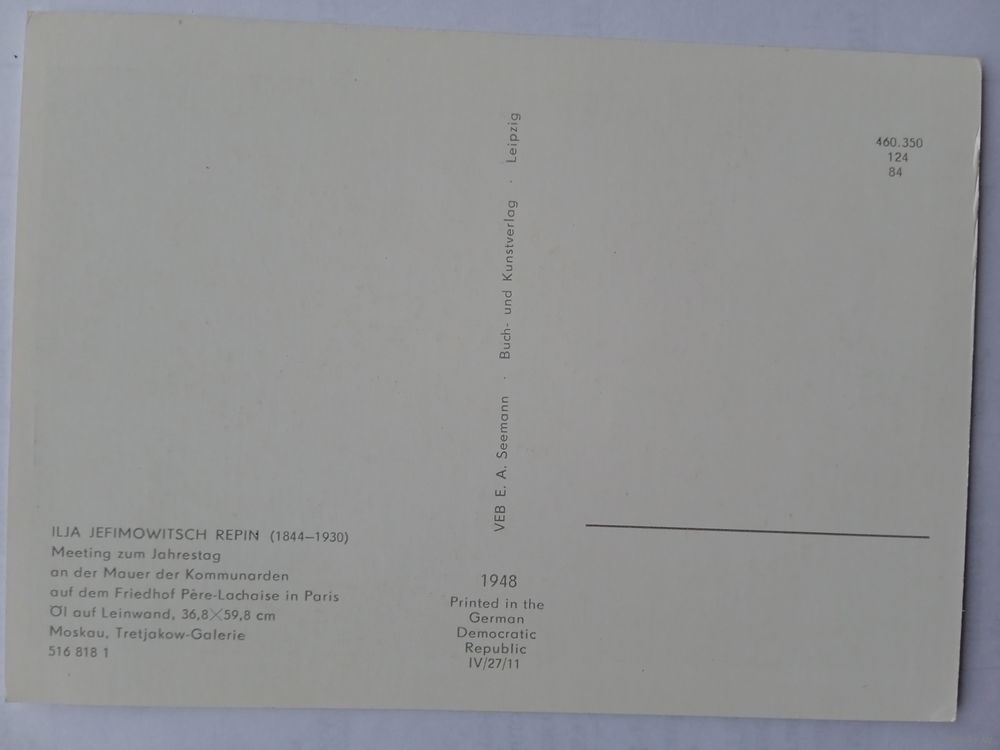 ILJA JEFIMOWITSCH REPIN (1844–1930)
Meeting zum Jahrestag
an der Mauer der Kommunarden
auf dem Friedhof Père-Lachaise in Paris
Öl auf Leinwand, 36,8×59,8 cm
Moskau, Tretjakow-Galerie
516 818 1
VEB E. A. Seemann · Buch- und Kunstverlag · Leipzig
1948
Printed in the
German
Democratic
Republic
IV/27/11
460.350
124
84